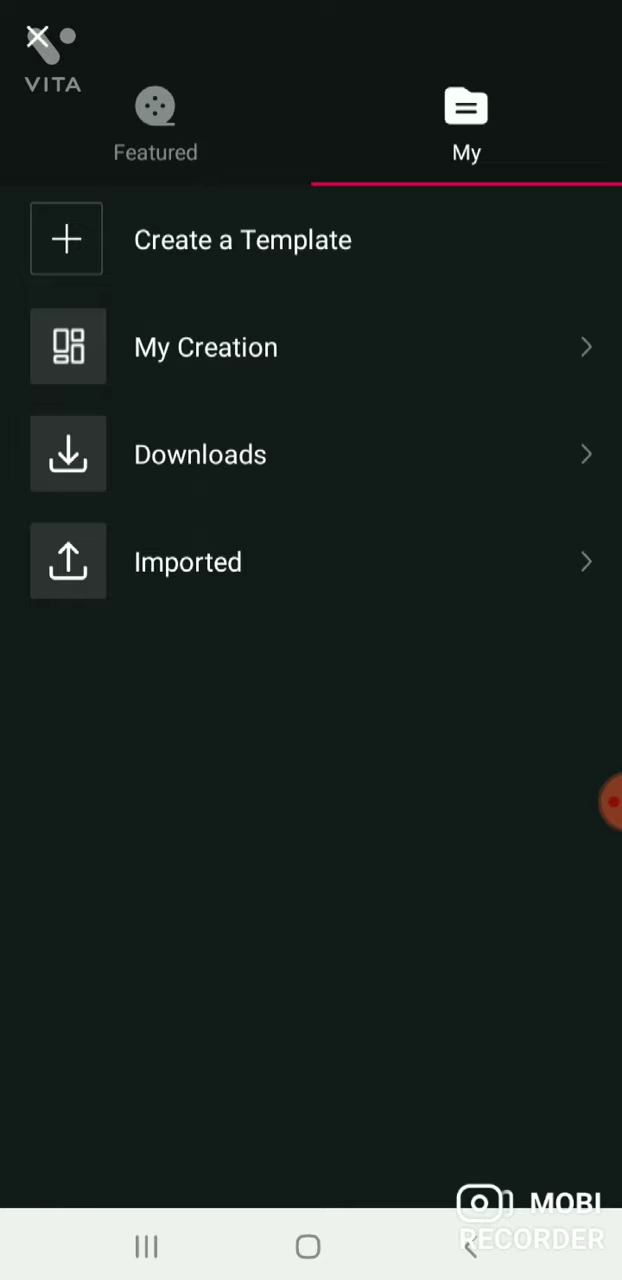 VITA
Featured
My
Create a Template
My Creation
Downloads
Imported
MOBI
RECORDER